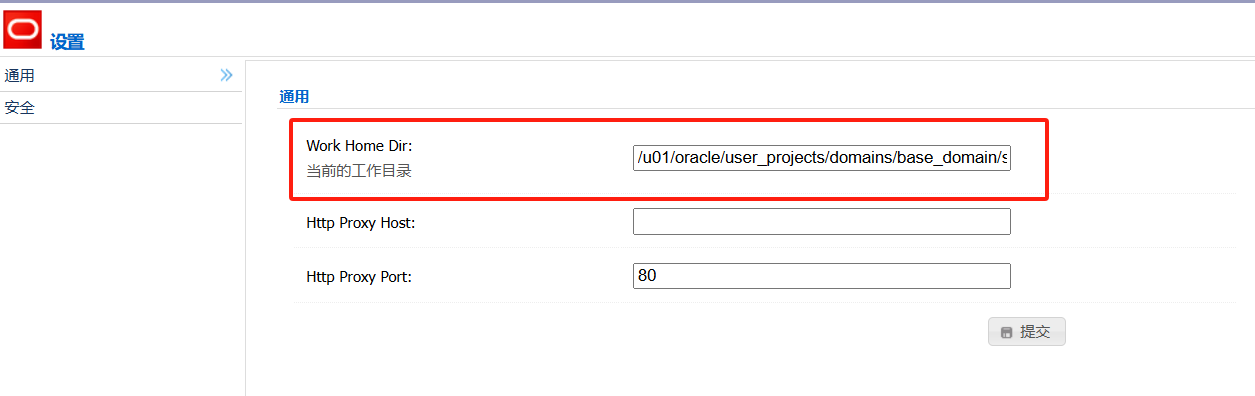 设置
通用
安全
通用
Work Home Dir:
当前的工作目录
/u01/oracle/user_projects/domains/base_domain/s
Http Proxy Host:
Http Proxy Port:
80
提交